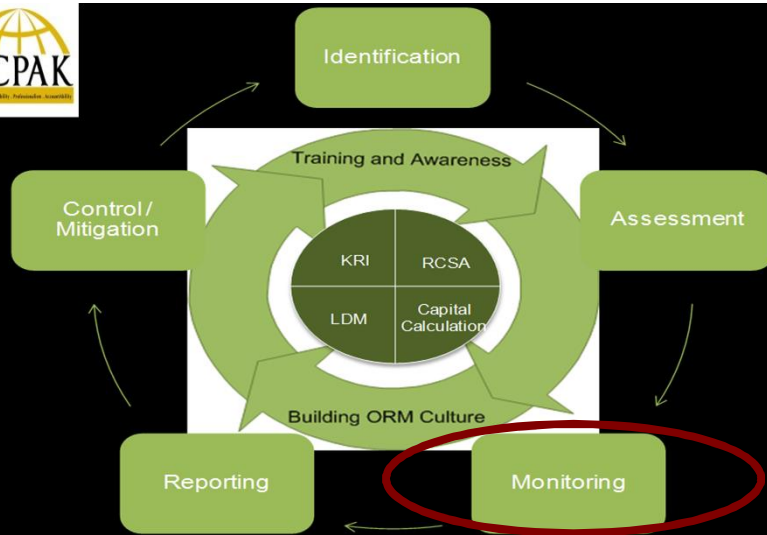 CPAK
Identification
Training and Awareness
Control/
Mitigation
Assessment
KRI
RCSA
LDM
Capital
Calculation
Building ORM Culture
Reporting
Monitoring